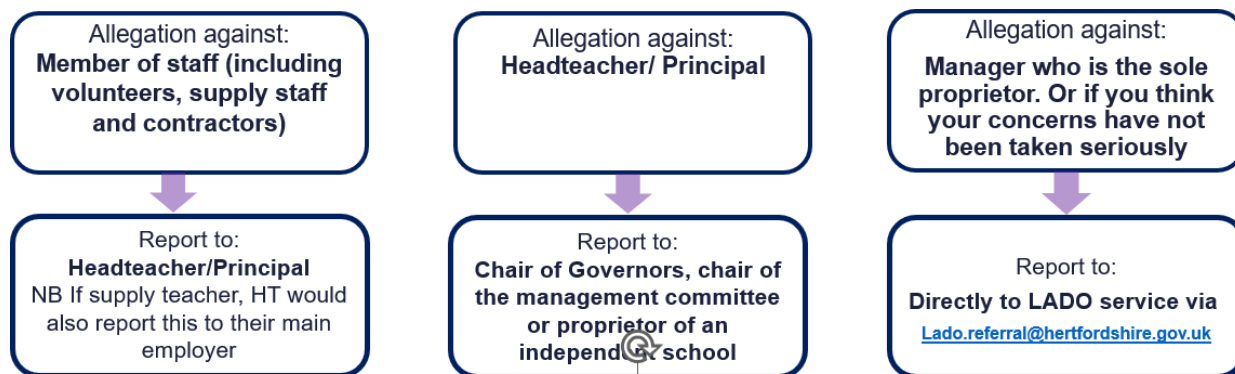 Allegation against:
Member of staff (including
volunteers, supply staff
and contractors)
Allegation against:
Headteacher/ Principal
Allegation against:
Manager who is the sole
proprietor. Or if you think
your concerns have not
been taken seriously
Report to:
Headteacher/Principal
NB If supply teacher, HT would
also report this to their main
employer
Report to:
Chair of Governors, chair of
the management committee
or proprietor of an
independent school
Report to:
Directly to LADO service via
Lado.referral@hertfordshire.gov.uk